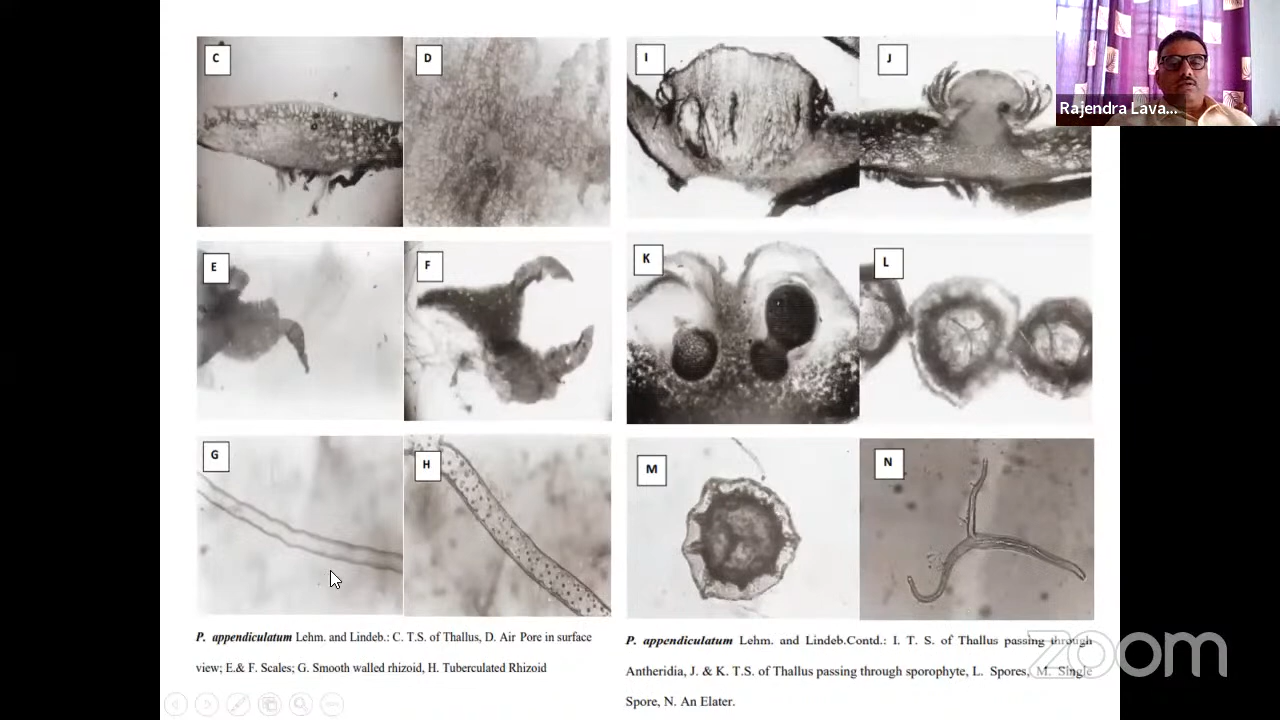 C
D
I
J
Rajendra Lava...
E
F
K
L
G
H
M
N
P. appendiculatum Lehm. and Lindeb.: C. T.S. of Thallus, D. Air Pore in surface
view; E.& F. Scales; G. Smooth walled rhizoid, H. Tuberculated Rhizoid
P. appendiculatum Lehm. and Lindeb.Contd.: I. T. S. of Thallus passing through
Antheridia, J. & K. T.S. of Thallus passing through sporophyte, L. Spores, M. Single
Spore, N. An Elater.
zoom